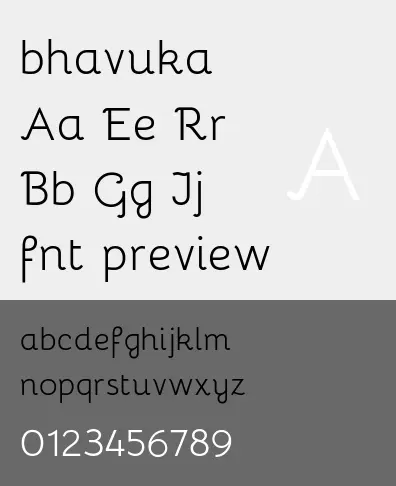 bhavuka
Aa Ee Rr
A
Bb Gg Jj
fnt preview
abcdefghijklm
nopqrstuvwxyz
0123456789